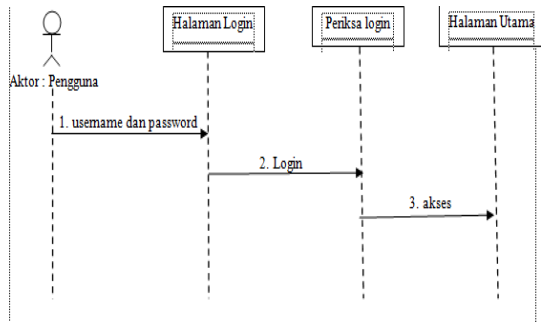 Halaman Login
Periksa login
Halaman Utama
Aktor : Pengguna
1. username dan password
2. Login
3. akses